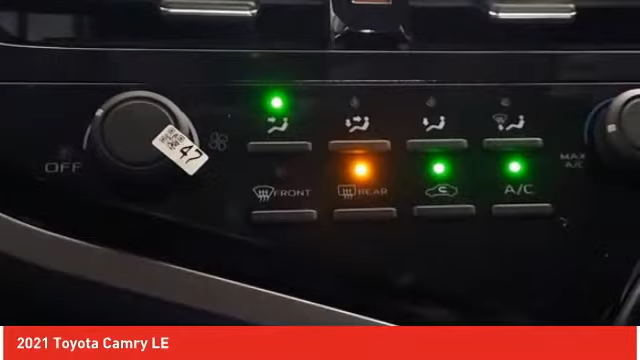 47
OFF
MAX
A/C
FRONT
REAR
A/C
2021 Toyota Camry LE